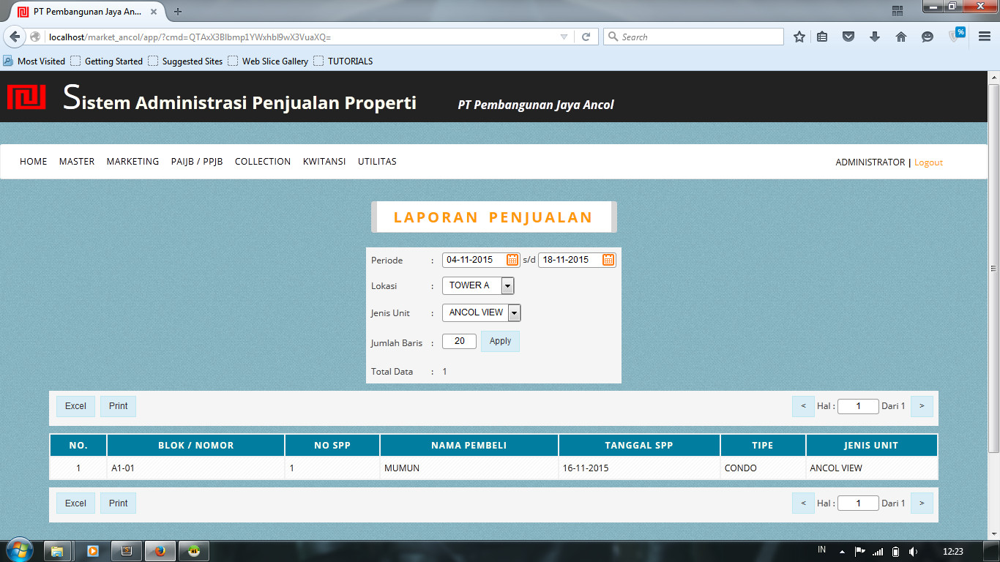 PT Pembangunan Jaya Anc...
localhost/market_ancol/app/?cmd=QTAxX3Blbmp1YWxhbl9wX3VuaXQ=
Search
%
Most Visited Getting Started Suggested Sites Web Slice Gallery TUTORIALS
Sistem Administrasi Penjualan Properti PT Pembangunan Jaya Ancol
HOME MASTER MARKETING PAIJB / PPJB COLLECTION KWITANSI UTILITAS ADMINISTRATOR | Logout
LAPORAN PENJUALAN
Periode : 04-11-2015 s/d 18-11-2015
Lokasi : TOWER A
Jenis Unit : ANCOL VIEW
Jumlah Baris : 20 Apply
Total Data : 1
Excel Print < Hal : 1 Dari 1 >
NO. BLOK / NOMOR NO SPP NAMA PEMBELI TANGGAL SPP TIPE JENIS UNIT
1 A1-01 1 MUMUN 16-11-2015 CONDO ANCOL VIEW
Excel Print < Hal : 1 Dari 1 >
IN 12:23